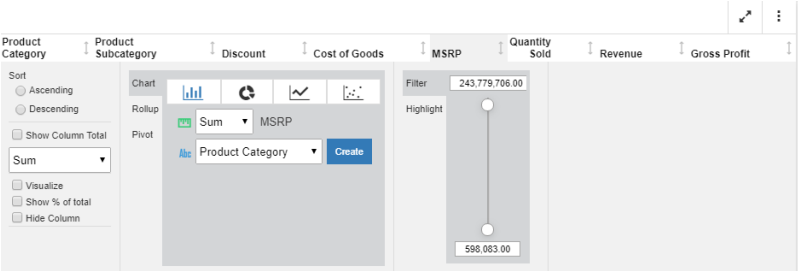 Product Category
Product Subcategory
Discount
Cost of Goods
MSRP
Quantity Sold
Revenue
Gross Profit
Sort
Ascending
Descending
Show Column Total
Sum
Visualize
Show % of total
Hide Column
Chart
Rollup
Pivot
Sum MSRP
Abc Product Category Create
Filter 243,779,706.00
Highlight
598,083.00